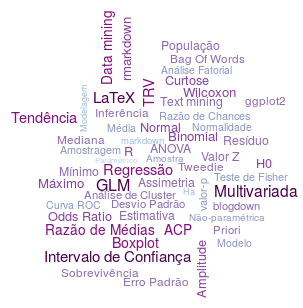 Data mining
rmarkdown
População
Bag Of Words
Análise Fatorial
Curtose
TRV
Wilcoxon
LaTeX
Modelagem
Text mining
ggplot2
Inferência
Razão de Chances
Tendência
Média
Normal
Normalidade
Binomial
Mediana
markdown
Resíduo
Amostragem
R
ANOVA
Valor Z
Paramétrico
Amostra
H0
Mínimo
Regressão
Tweedie
Teste de Fisher
Máximo
GLM
Assimetria
Ha
valor-p
Multivariada
Análise de Cluster
Curva ROC
Desvio Padrão
blogdown
Odds Ratio
Estimativa
Não-paramétrica
Razão de Médias
ACP
Priori
Boxplot
Modelo
Intervalo de Confiança
Amplitude
Sobrevivência
Erro Padrão